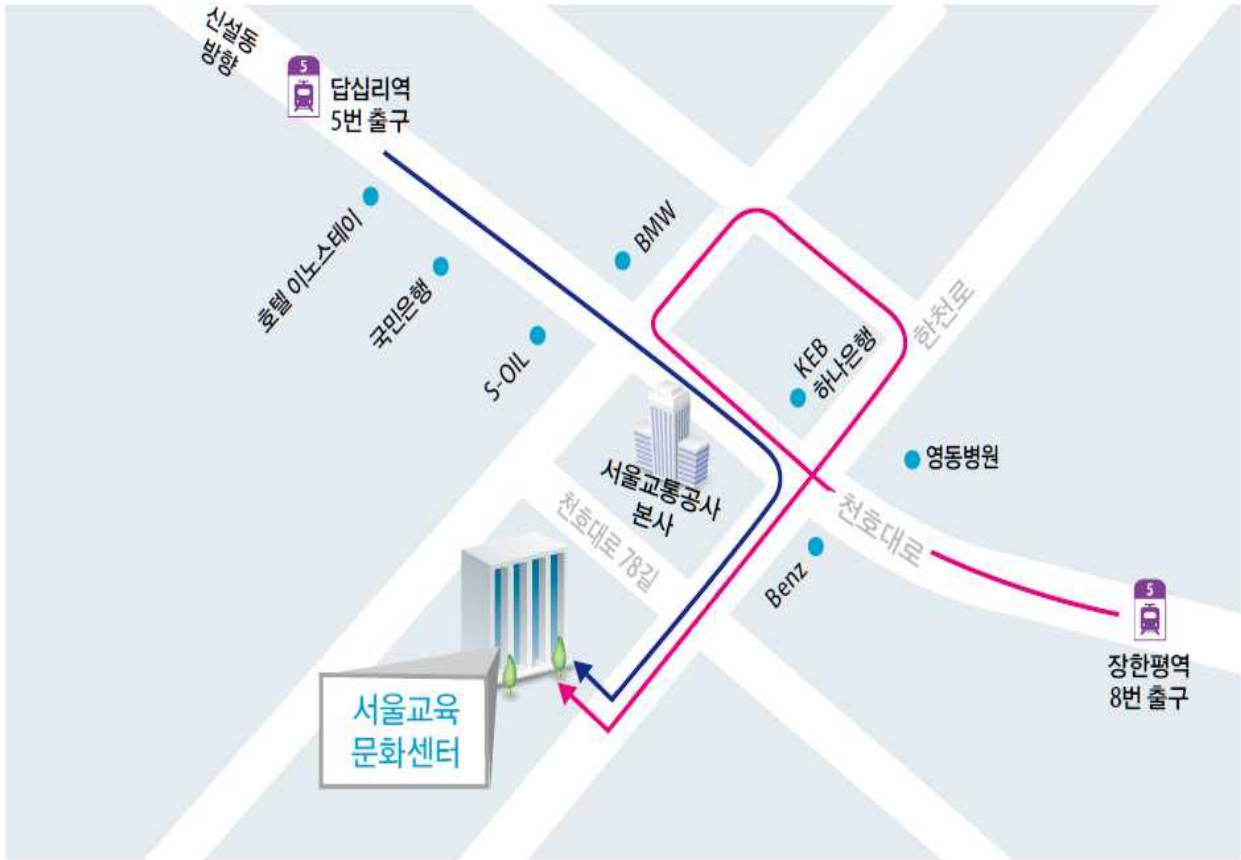 신설동
방향
5
답십리역
5번 출구
호텔 이노스테이
국민은행
S-OIL
BMW
한천로
KEB
하나은행
영동병원
서울교통공사
본사
천호대로
천호대로 78길
Benz
5
장한평역
8번 출구
서울교육
문화센터